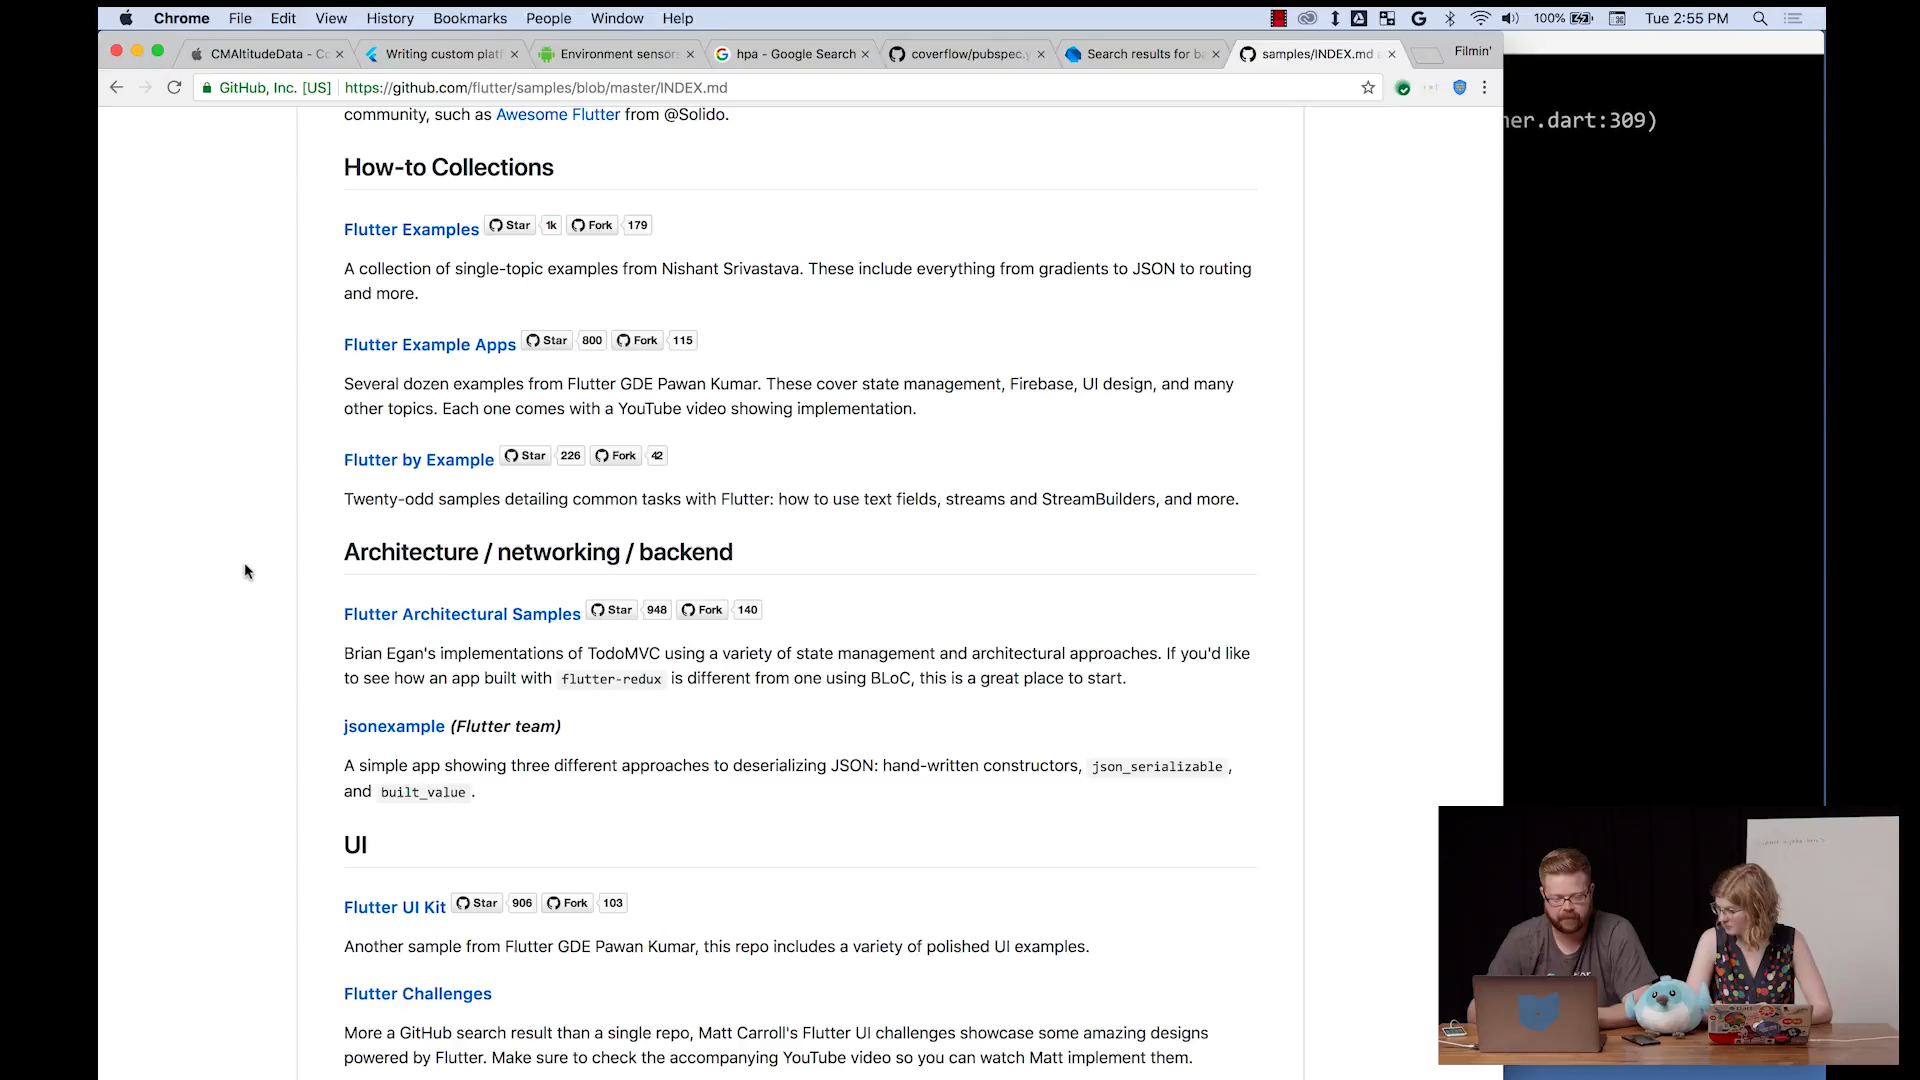 Chrome File Edit View History Bookmarks People Window Help 100% Tue 2:55 PM
CMAltitudeData - Co Writing custom platf Environment sensors hpa - Google Search coverflow/pubspec.y Search results for ba samples/INDEX.md Filmin'
GitHub, Inc. [US] https://github.com/flutter/samples/blob/master/INDEX.md
ner.dart:309)
community, such as Awesome Flutter from @Solido.
How-to Collections
Flutter Examples Star 1k Fork 179
A collection of single-topic examples from Nishant Srivastava. These include everything from gradients to JSON to routing
and more.
Flutter Example Apps Star 800 Fork 115
Several dozen examples from Flutter GDE Pawan Kumar. These cover state management, Firebase, UI design, and many
other topics. Each one comes with a YouTube video showing implementation.
Flutter by Example Star 226 Fork 42
Twenty-odd samples detailing common tasks with Flutter: how to use text fields, streams and StreamBuilders, and more.
Architecture / networking / backend
Flutter Architectural Samples Star 948 Fork 140
Brian Egan's implementations of TodoMVC using a variety of state management and architectural approaches. If you'd like
to see how an app built with flutter-redux is different from one using BLoC, this is a great place to start.
jsonexample (Flutter team)
A simple app showing three different approaches to deserializing JSON: hand-written constructors, json_serializable,
and built_value.
UI
Flutter UI Kit Star 906 Fork 103
Another sample from Flutter GDE Pawan Kumar, this repo includes a variety of polished UI examples.
Flutter Challenges
More a GitHub search result than a single repo, Matt Carroll's Flutter UI challenges showcase some amazing designs
powered by Flutter. Make sure to check the accompanying YouTube video so you can watch Matt implement them.